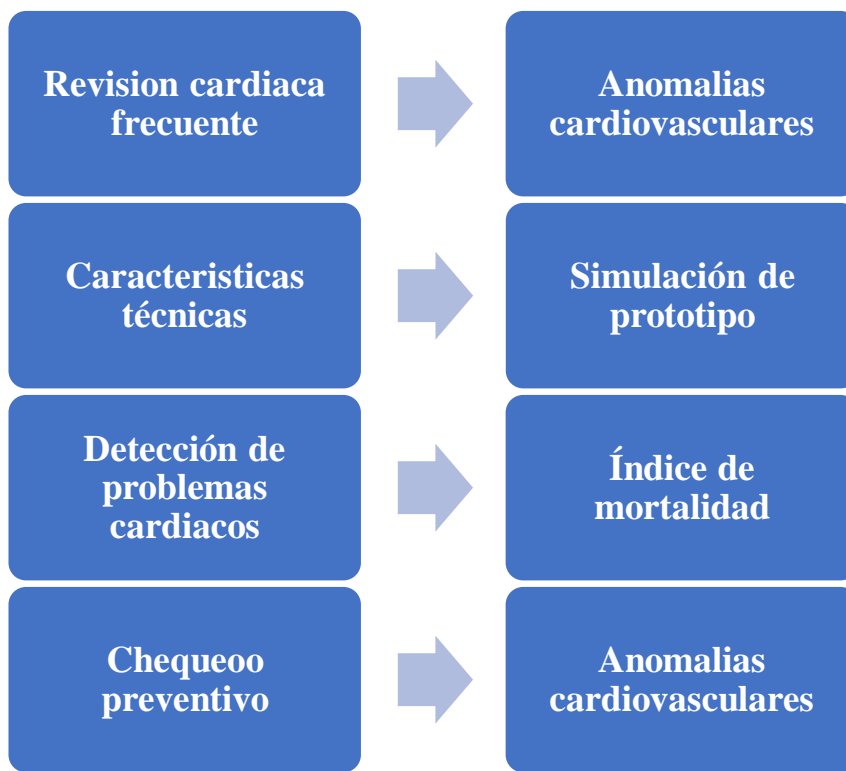 Revision cardiaca
frecuente
Anomalias
cardiovasculares
Caracteristicas
técnicas
Simulación de
prototipo
Detección de
problemas
cardiacos
Índice de
mortalidad
Chequeoo
preventivo
Anomalias
cardiovasculares